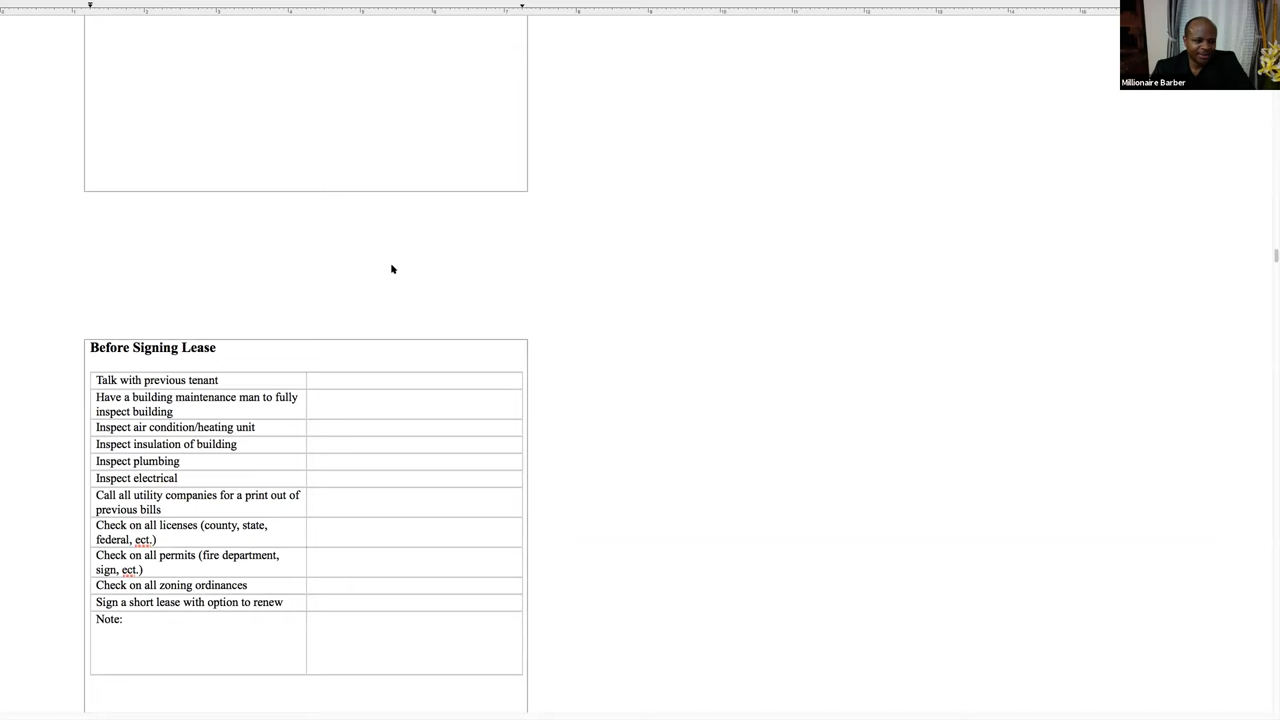 Millionaire Barber
Before Signing Lease
Talk with previous tenant
Have a building maintenance man to fully
inspect building
Inspect air condition/heating unit
Inspect insulation of building
Inspect plumbing
Inspect electrical
Call all utility companies for a print out of
previous bills
Check on all licenses (county, state,
federal, ect.)
Check on all permits (fire department,
sign, ect.)
Check on all zoning ordinances
Sign a short lease with option to renew
Note: